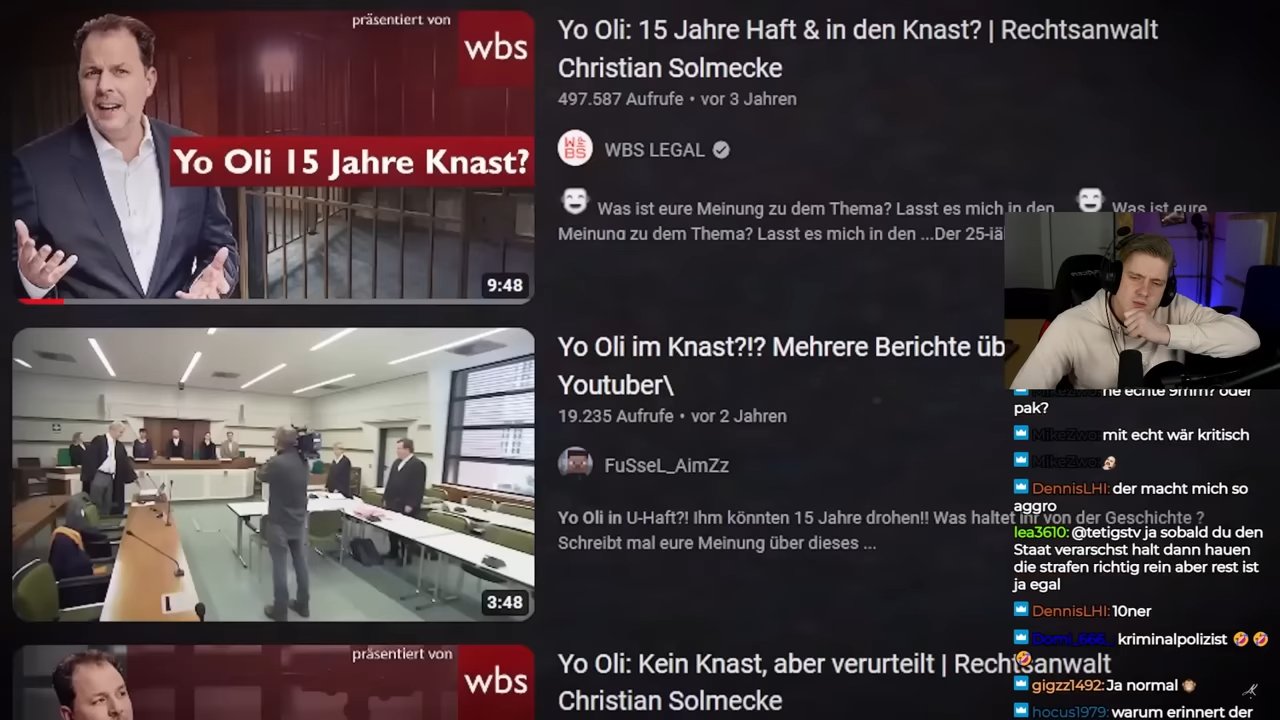 präsentiert von
wbs
Yo Oli 15 Jahre Knast?
9:48
Yo Oli: 15 Jahre Haft & in den Knast? | Rechtsanwalt
Christian Solmecke
497.587 Aufrufe • vor 3 Jahren
WBS LEGAL
Was ist eure Meinung zu dem Thema? Lasst es mich in den Was ist eure
Meinung zu dem Thema? Lasst es mich in den ...Der 25-jä
3:48
Yo Oli im Knast?!? Mehrere Berichte üb
Youtuber\
19.235 Aufrufe • vor 2 Jahren
FuSseL_AimZz
Yo Oli in U-Haft?! Ihm könnten 15 Jahre drohen!! Was haltet ihr von der Geschichte ?
Schreibt mal eure Meinung über dieses ...
präsentiert von
wbs
Yo Oli: Kein Knast, aber verurteilt | Rechtsanwalt
Christian Solmecke
MikeZwo: ne echte 9mm? oder
pak?
MikeZwo: mit echt wär kritisch
MikeZwo:
DennisLHI: der macht mich so
aggro
lea3610: @tetigstv ja sobald du den
Staat verarschst halt dann hauen
die strafen richtig rein aber rest ist
ja egal
DennisLHI: 10ner
kriminalpolizist 🤣 🤣
🤣
gigzz1492: Ja normal 🐵
hocus1979: warum erinnert der